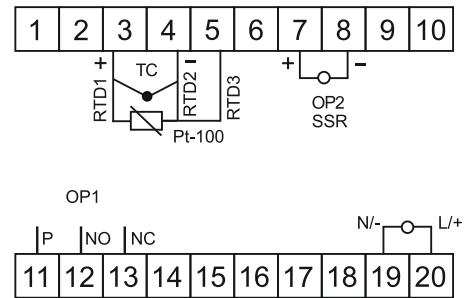 1 2 3 4 5 6 7 8 9 10
+ TC - + -
RTD1 RTD2 RTD3
Pt-100
OP2
SSR
OP1
N/- L/+
P NO NC
11 12 13 14 15 16 17 18 19 20